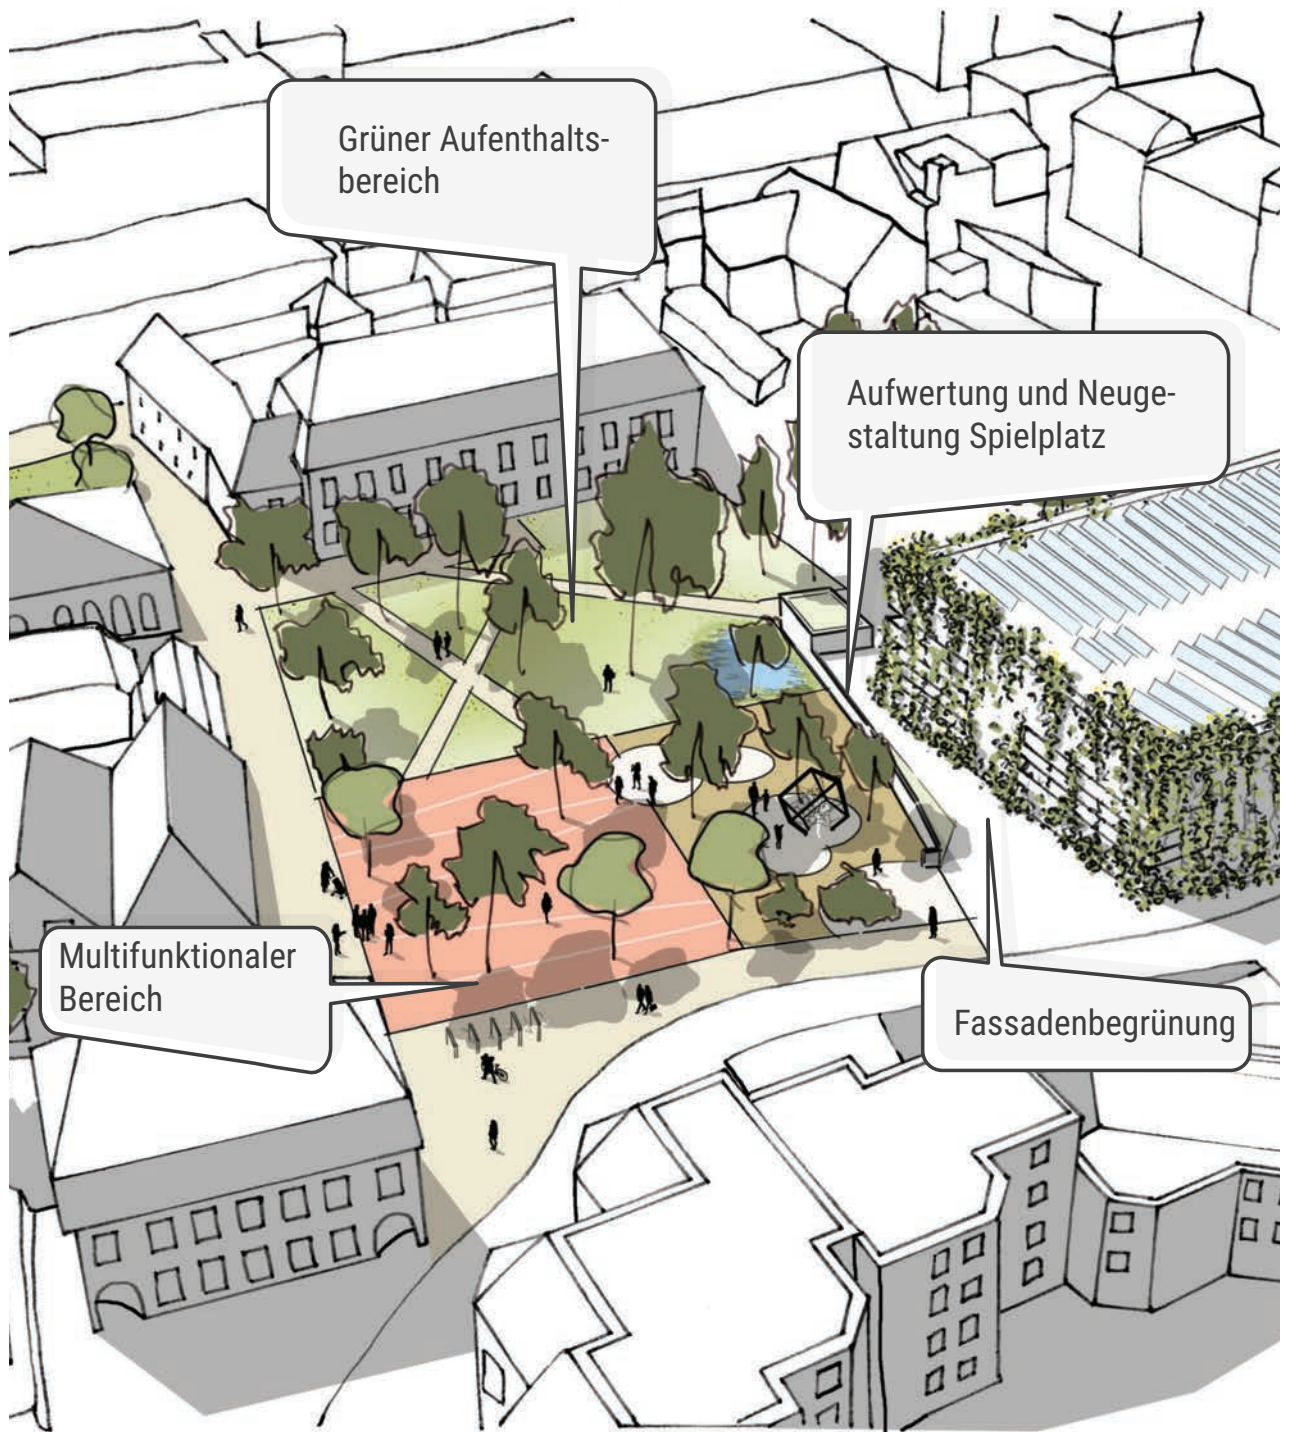 Grüner Aufenthalts-
bereich
Aufwertung und Neuge-
staltung Spielplatz
Multifunktionaler
Bereich
Fassadenbegrünung